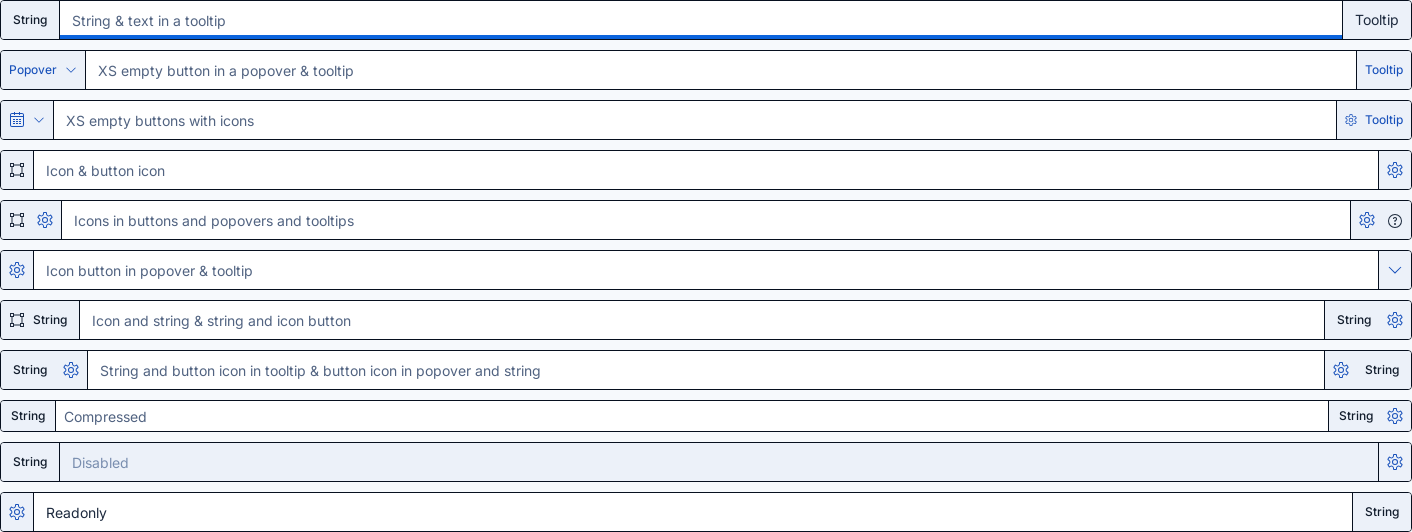 String String & text in a tooltip Tooltip
Popover XS empty button in a popover & tooltip Tooltip
XS empty buttons with icons Tooltip
Icon & button icon
Icons in buttons and popovers and tooltips
Icon button in popover & tooltip
String Icon and string & string and icon button String
String String and button icon in tooltip & button icon in popover and string String
String Compressed String
String Disabled
Readonly String